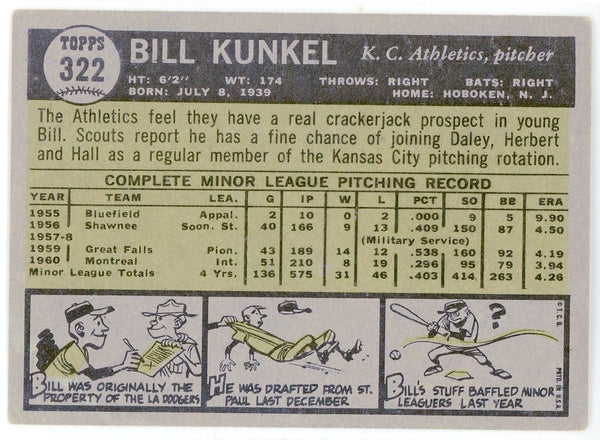 TOPPS
322
BILL KUNKEL K. C. Athletics, pitcher
HT: 6'2" WT: 174 THROWS: RIGHT BATS: RIGHT
BORN: JULY 8, 1939 HOME: HOBOKEN, N. J.
The Athletics feel they have a real crackerjack prospect in young
Bill. Scouts report he has a fine chance of joining Daley, Herbert
and Hall as a regular member of the Kansas City pitching rotation.
COMPLETE MINOR LEAGUE PITCHING RECORD
YEAR TEAM LEA. G IP W L PCT SO BB ERA
1955 Bluefield Appal. 2 10 0 2 .000 9 5 9.90
1956 Shawnee Soon. St. 40 166 9 13 .409 150 87 4.50
1957-8 (Military Service)
1959 Great Falls Pion. 43 189 14 12 .538 160 92 4.19
1960 Montreal Int. 51 210 8 19 .296 95 79 3.94
Minor League Totals 4 Yrs. 136 575 31 46 .403 414 263 4.26
BILL WAS ORIGINALLY THE
PROPERTY OF THE LA DODGERS
HE WAS DRAFTED FROM ST.
PAUL LAST DECEMBER
?
BILL'S STUFF BAFFLED MINOR
LEAGUERS LAST YEAR
© T.C.G.
PRTD. IN U.S.A.